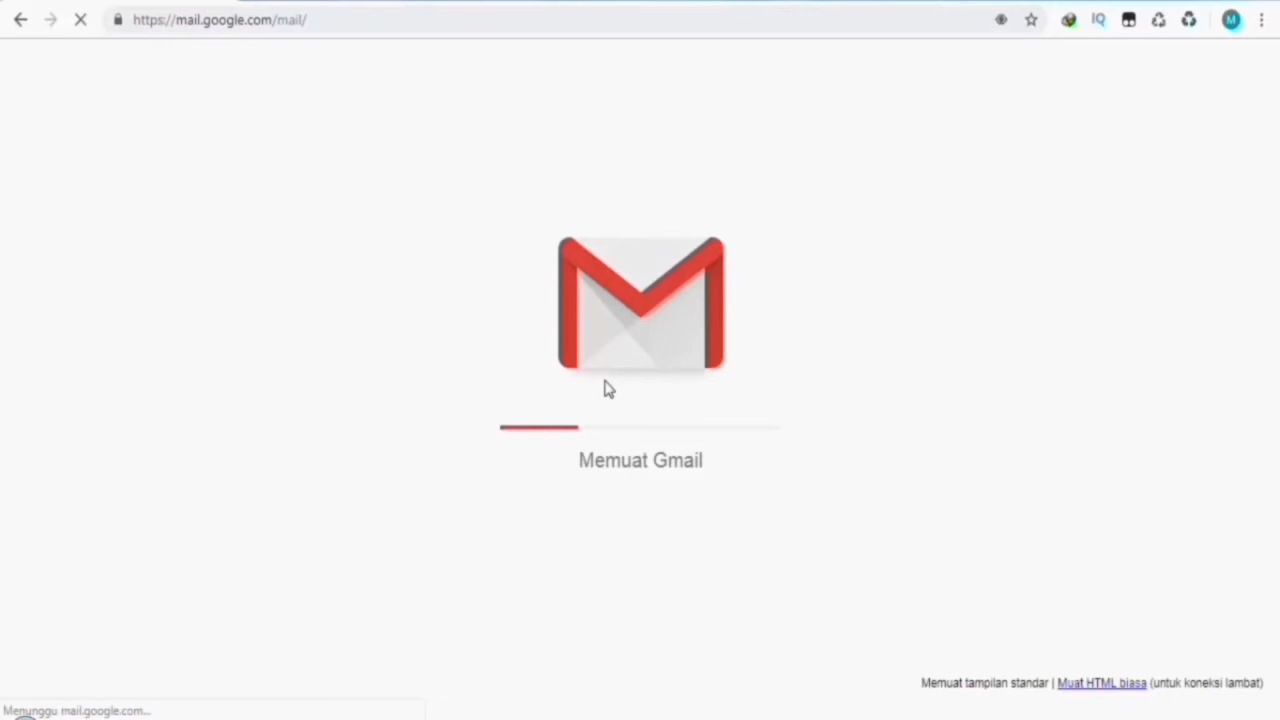 https://mail.google.com/mail/
IQ
M
Memuat Gmail
Memuat tampilan standar | Muat HTML biasa (untuk koneksi lambat)
Menunggu mail.google.com...